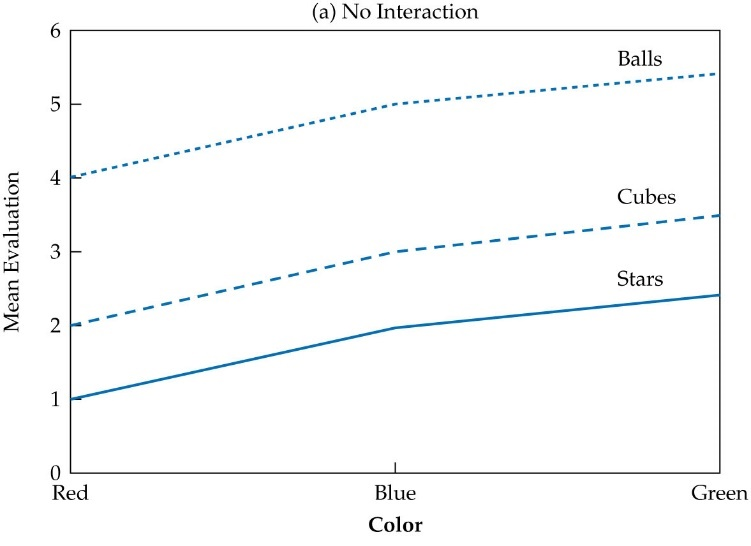 (a) No Interaction
6
5
4
3
2
1
0
Mean Evaluation
Balls
Cubes
Stars
Red Blue Green
Color